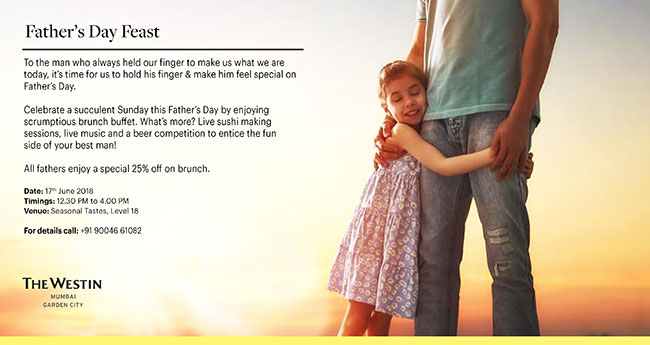 Father's Day Feast
To the man who always held our finger to make us what we are
today, it's time for us to hold his finger & make him feel special on
Father's Day.
Celebrate a succulent Sunday this Father's Day by enjoying
scrumptious brunch buffet. What's more? Live sushi making
sessions, live music and a beer competition to entice the fun
side of your best man!
All fathers enjoy a special 25% off on brunch.
Date: 17th June 2018
Timings: 12.30 PM to 4.00 PM
Venue: Seasonal Tastes, Level 18
For details call: +91 90046 61082
THE WESTIN
MUMBAI
GARDEN CITY